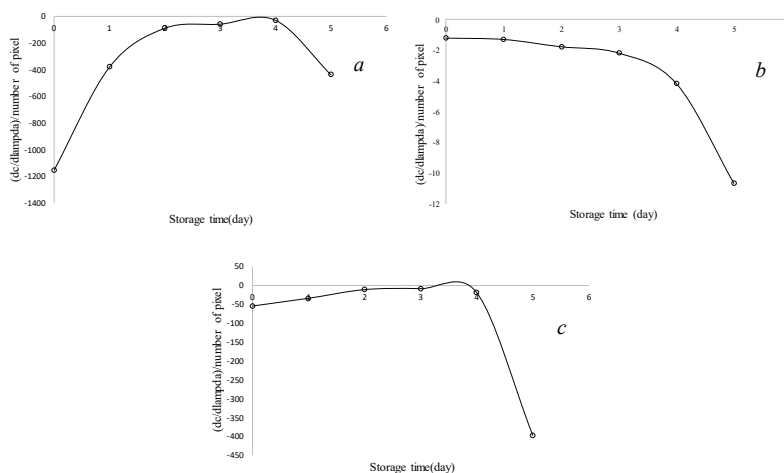 0
0 1 2 3 4 5 6
-200
-400
-600
-800
-1000
-1200
-1400
(dc/dlampda)/number of pixel
Storage time(day)
a
0
0 1 2 3 4 5
-2
-4
-6
-8
-10
-12
(dc/dlampda)/number of pixel
Storage time (day)
b
50
0
0 1 2 3 4 5 6
-50
-100
-150
-200
-250
-300
-350
-400
-450
(dc/dlampda)/number of pixel
Storage time(day)
c